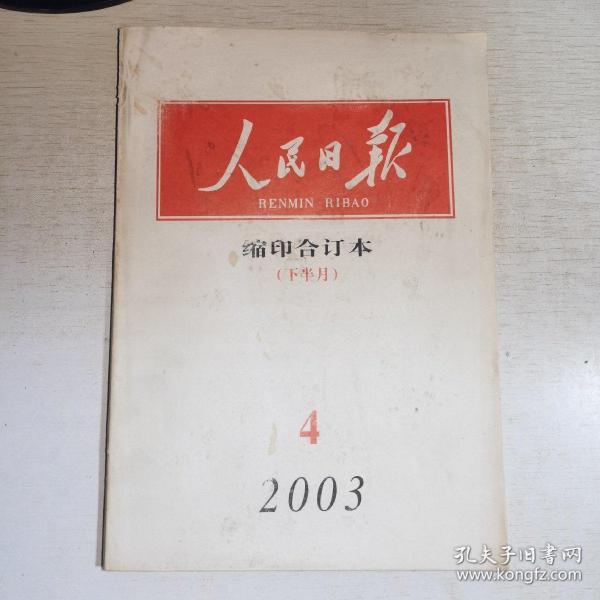 人民日报
RENMIN RIBAO
缩印合订本
(下半月)
4
2003
孔夫子旧书网
www.kongfz.com